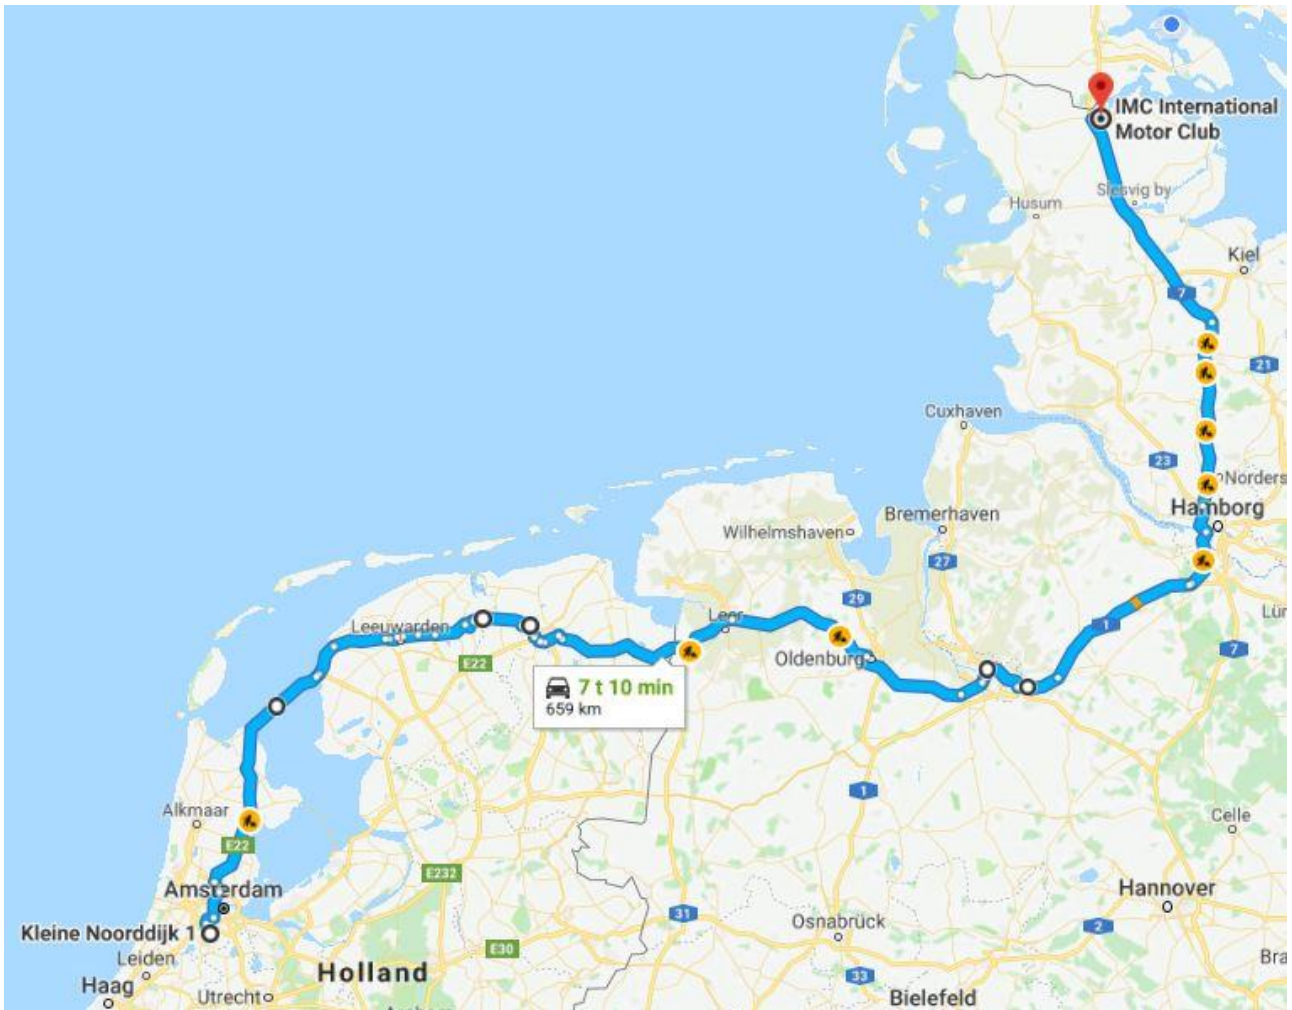 IMC International
Motor Club
Slesvig by
Husum
Kiel
7
21
Cuxhaven
23
Norders
Hamborg
Bremerhaven
Wilhelmshaven
27
29
Leer
1
Lün
Leeuwarden
Oldenburg
7
E22
7 t 10 min
659 km
1
Alkmaar
Celle
E22
E232
Amsterdam
Hannover
31
Osnabrück
2
Kleine Noorddijk 1
E30
Leiden
Bra
Holland
33
Haag
Utrecht
Bielefeld